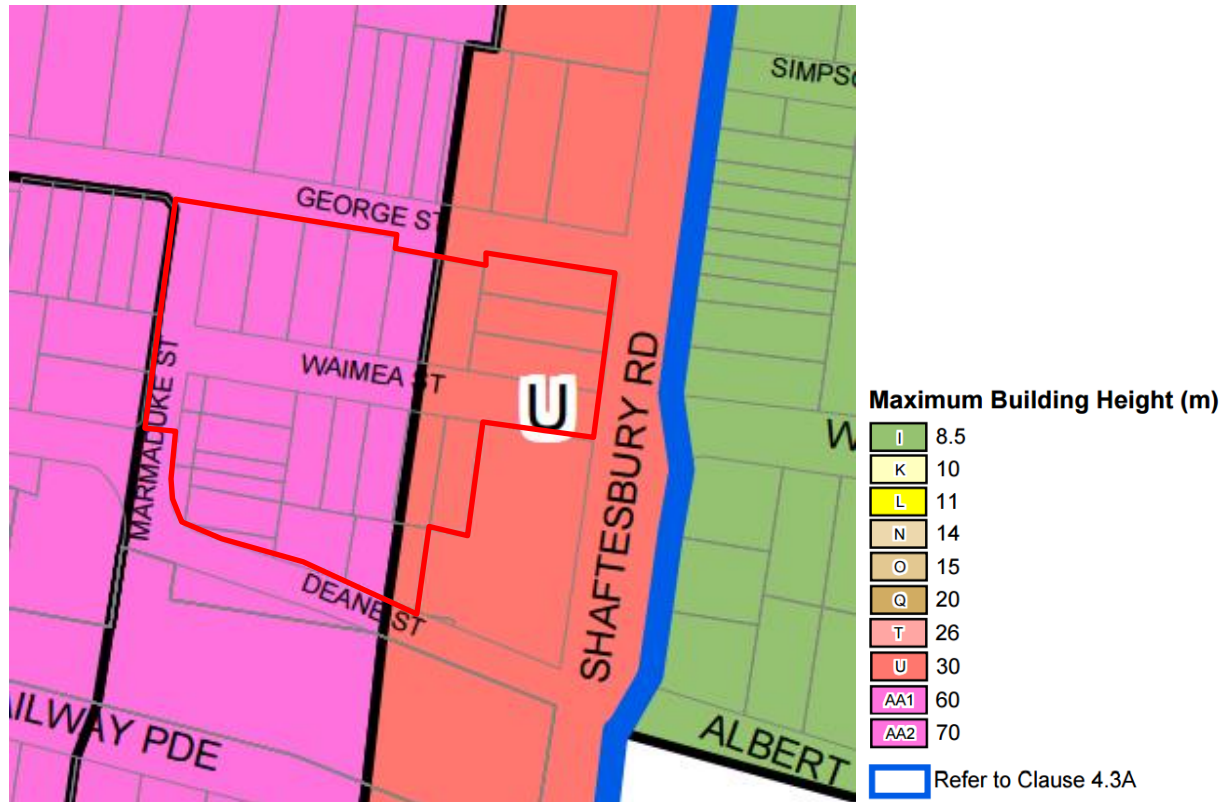 SIMPSO
GEORGE ST
WAIMEA ST
MARMADUKE ST
U
SHAFTESBURY RD
W
DEANE ST
AILWAY PDE
ALBERT
Maximum Building Height (m)
I 8.5
K 10
L 11
N 14
O 15
Q 20
T 26
U 30
AA1 60
AA2 70
Refer to Clause 4.3A